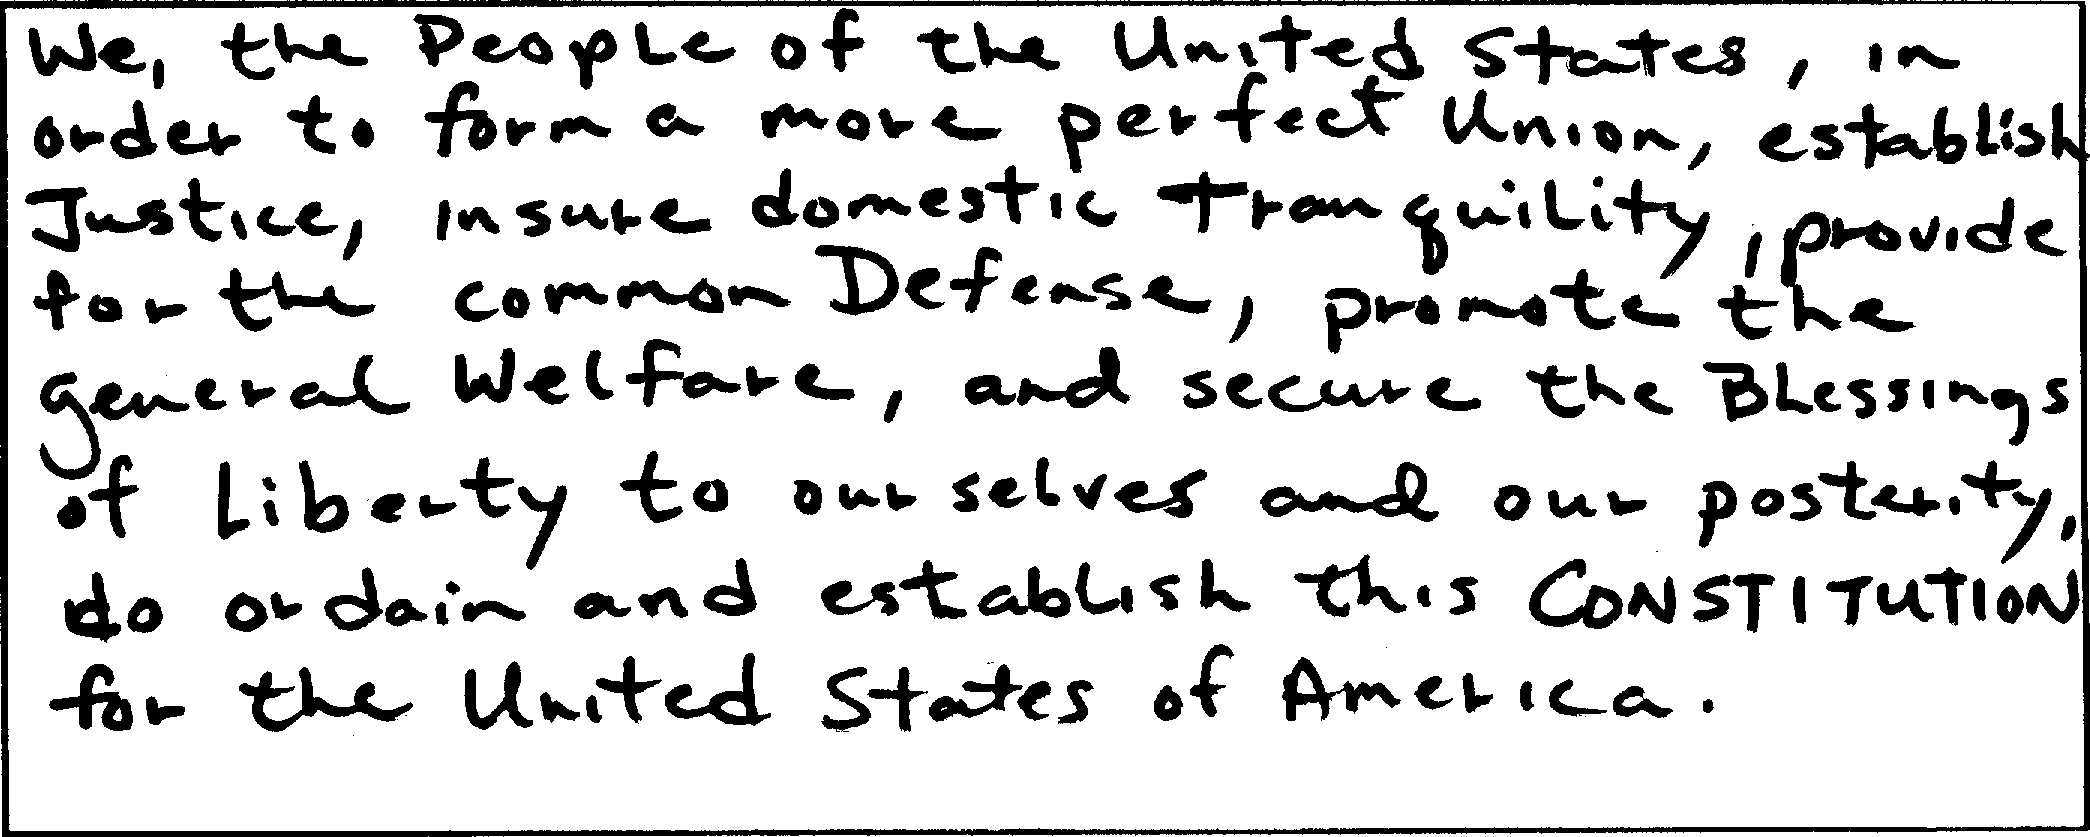 We, the People of the United States, in
order to form a more perfect Union, establish
Justice, insure domestic Tranquility, provide
for the common Defense, promote the
general Welfare, and secure the Blessings
of Liberty to ourselves and our posterity,
do ordain and establish this CONSTITUTION
for the United States of America.